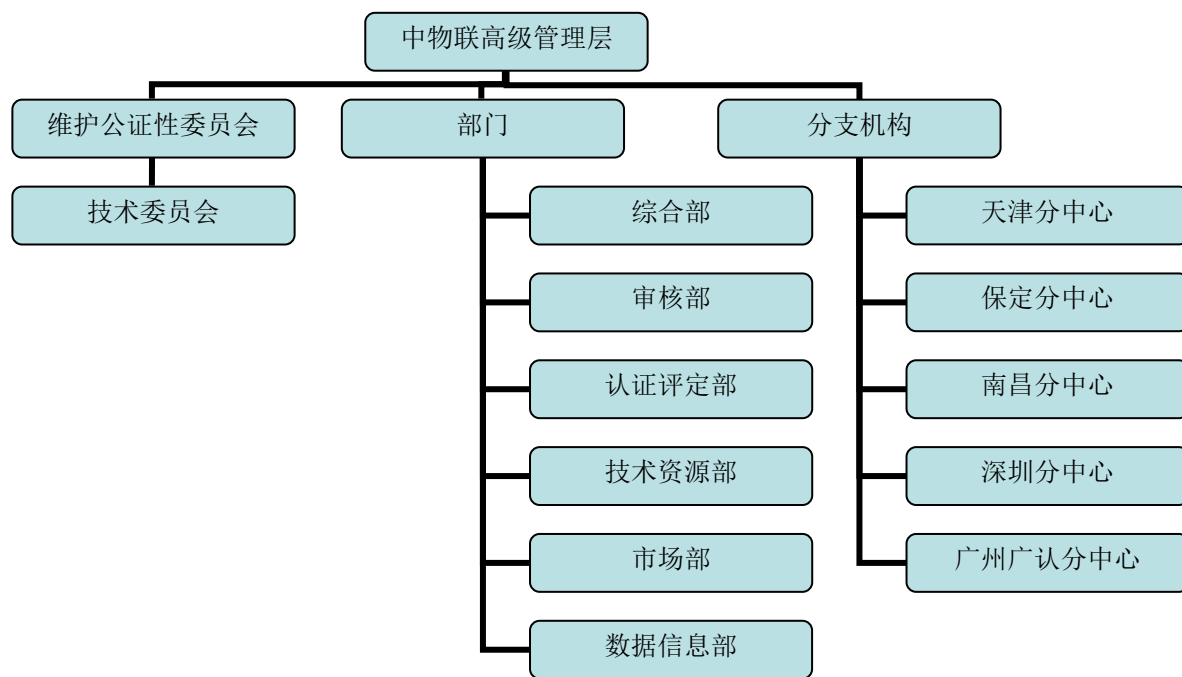 中物联高级管理层
维护公证性委员会
部门
分支机构
技术委员会
综合部
天津分中心
审核部
保定分中心
认证评定部
南昌分中心
技术资源部
深圳分中心
市场部
广州广认分中心
数据信息部